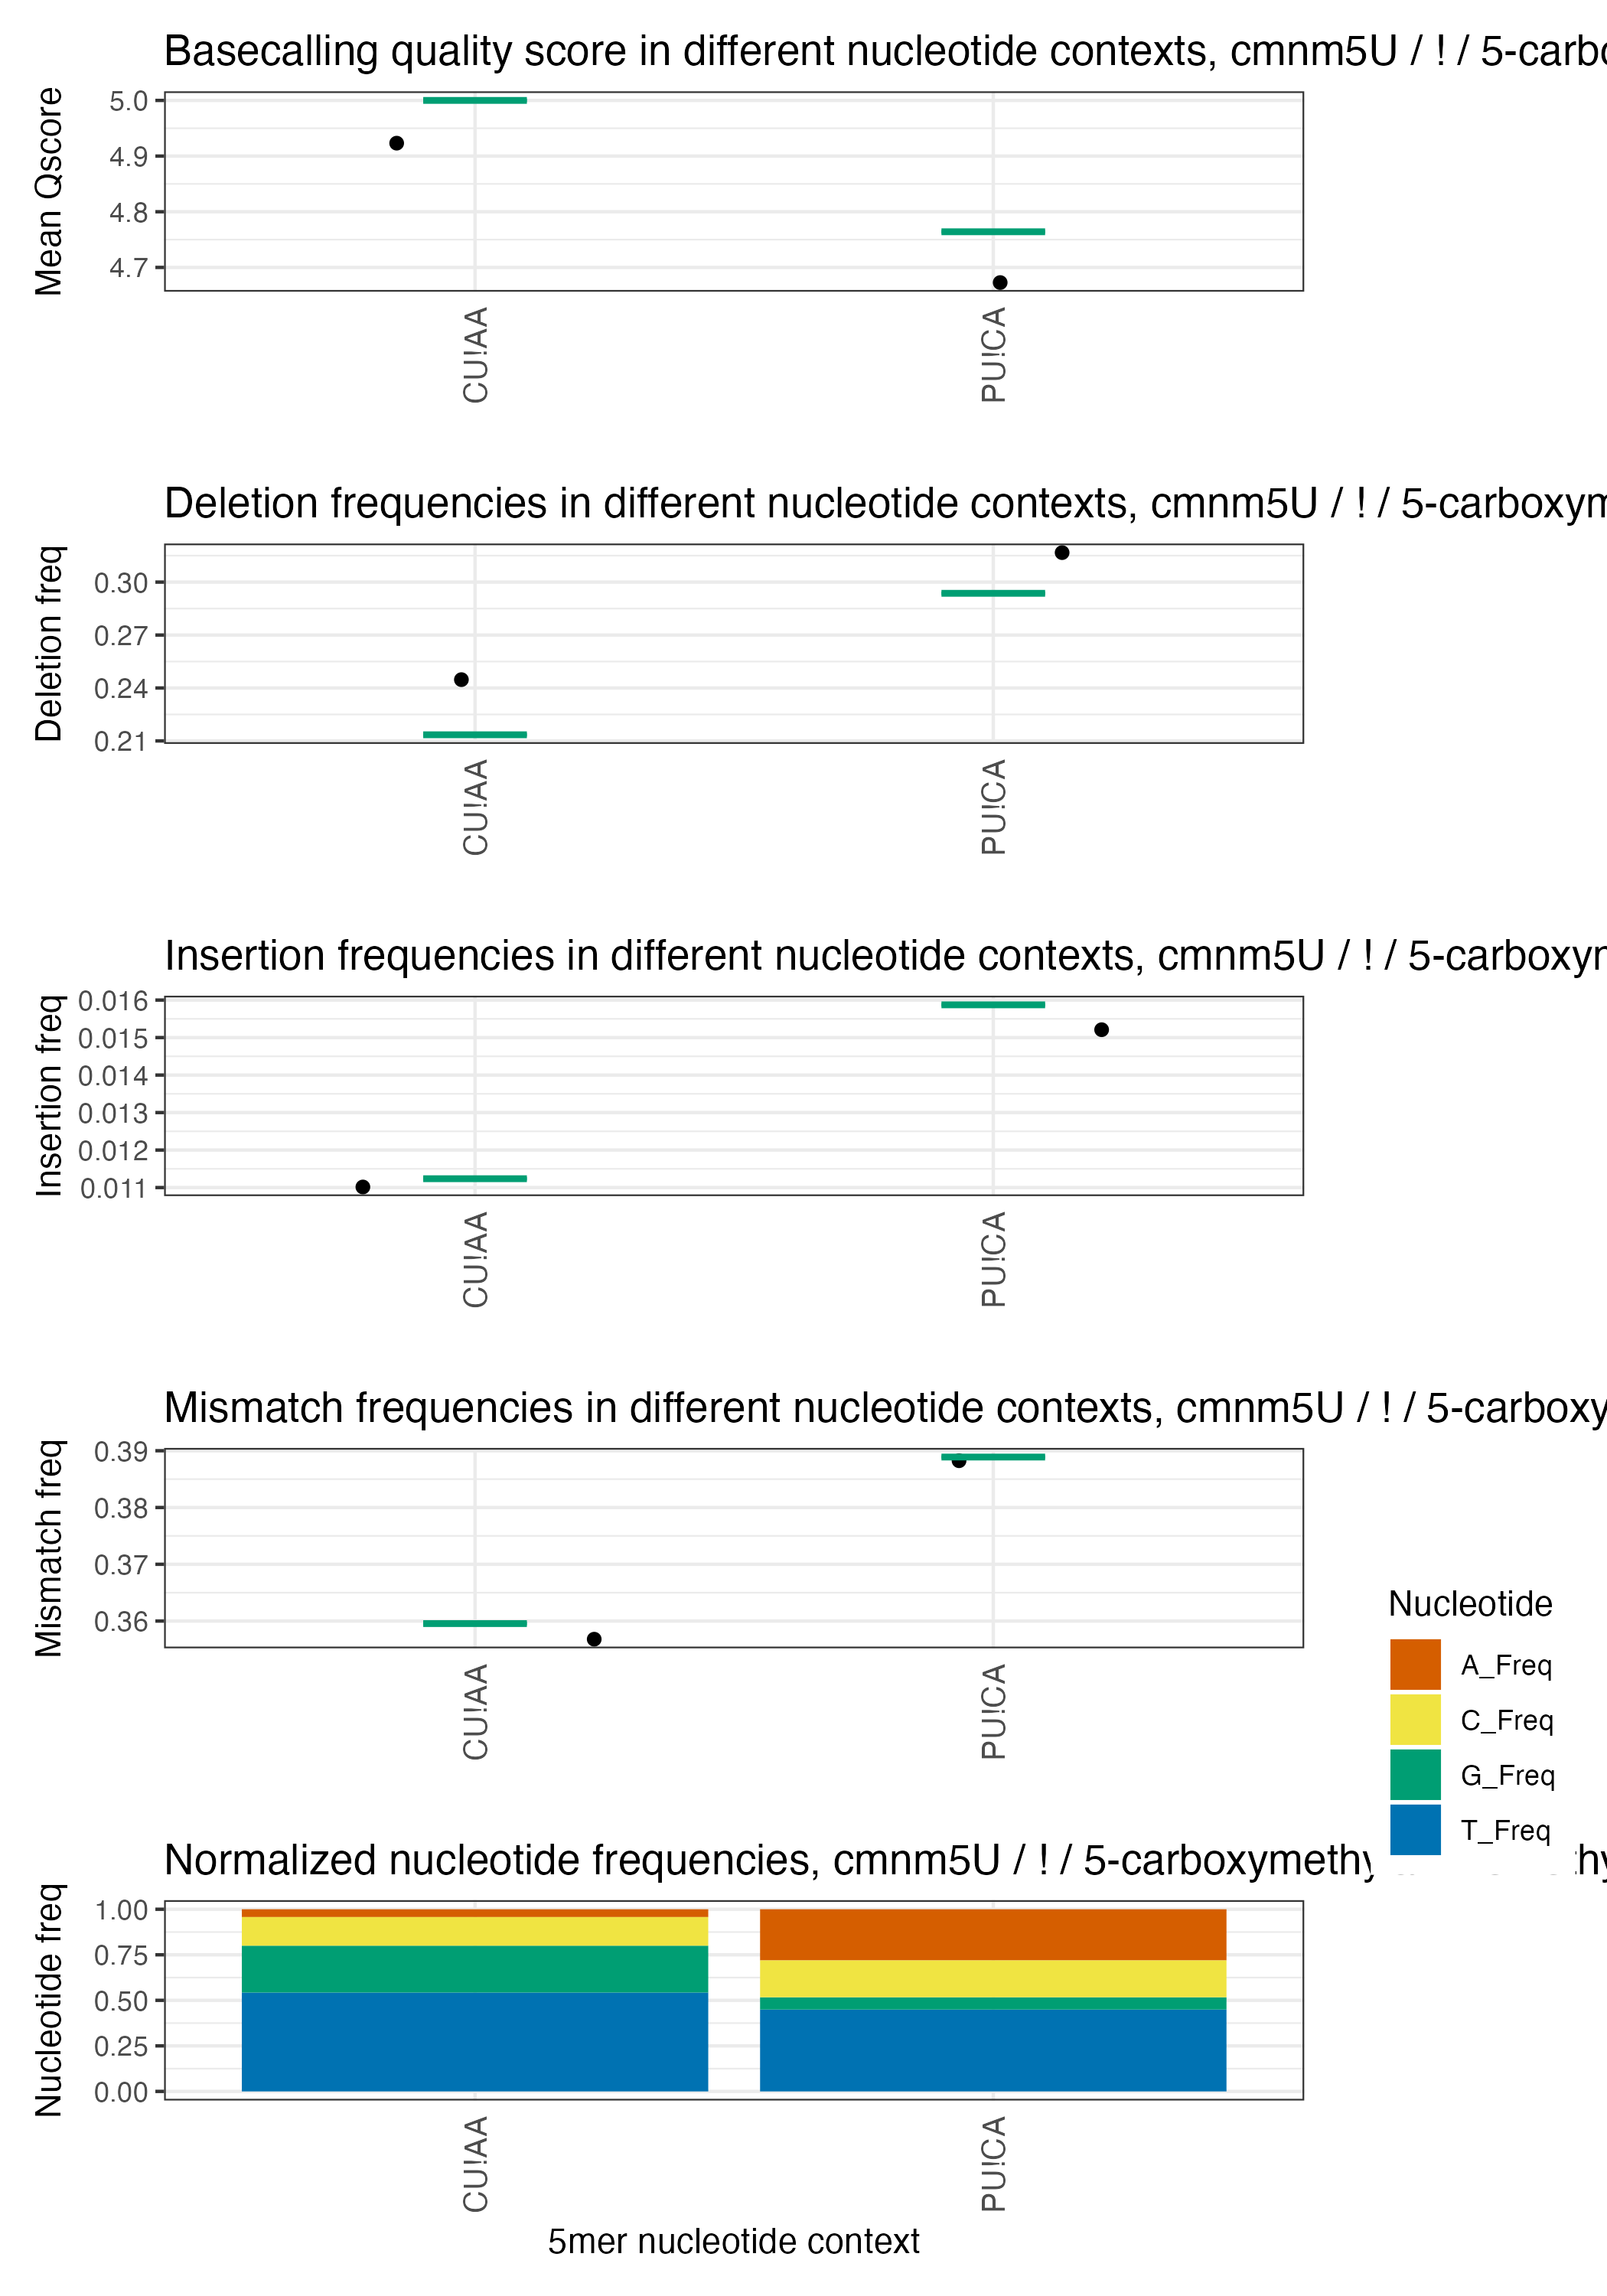 Basecalling quality score in different nucleotide contexts, cmnm5U / ! / 5-carbo
Mean Qscore
5.0
4.9
4.8
4.7
CU!AA
PU!CA
Deletion frequencies in different nucleotide contexts, cmnm5U / ! / 5-carboxym
Deletion freq
0.30
0.27
0.24
0.21
CU!AA
PU!CA
Insertion frequencies in different nucleotide contexts, cmnm5U / ! / 5-carboxym
Insertion freq
0.016
0.015
0.014
0.013
0.012
0.011
CU!AA
PU!CA
Mismatch frequencies in different nucleotide contexts, cmnm5U / ! / 5-carboxy
Mismatch freq
0.39
0.38
0.37
0.36
CU!AA
PU!CA
Nucleotide
A_Freq
C_Freq
G_Freq
T_Freq
Normalized nucleotide frequencies, cmnm5U / ! / 5-carboxymethy
Nucleotide freq
1.00
0.75
0.50
0.25
0.00
CU!AA
PU!CA
5mer nucleotide context